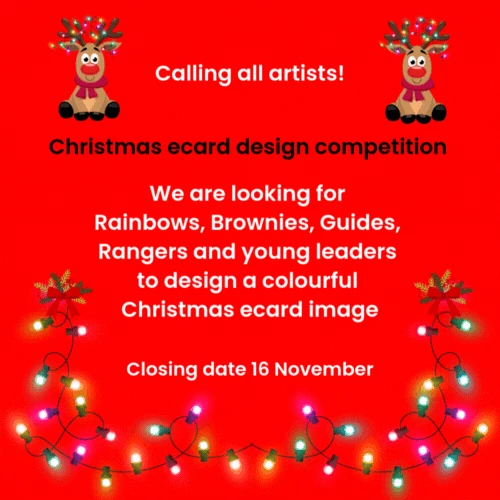 Calling all artists!
Christmas ecard design competition
We are looking for
Rainbows, Brownies, Guides,
Rangers and young leaders
to design a colourful
Christmas ecard image
Closing date 16 November